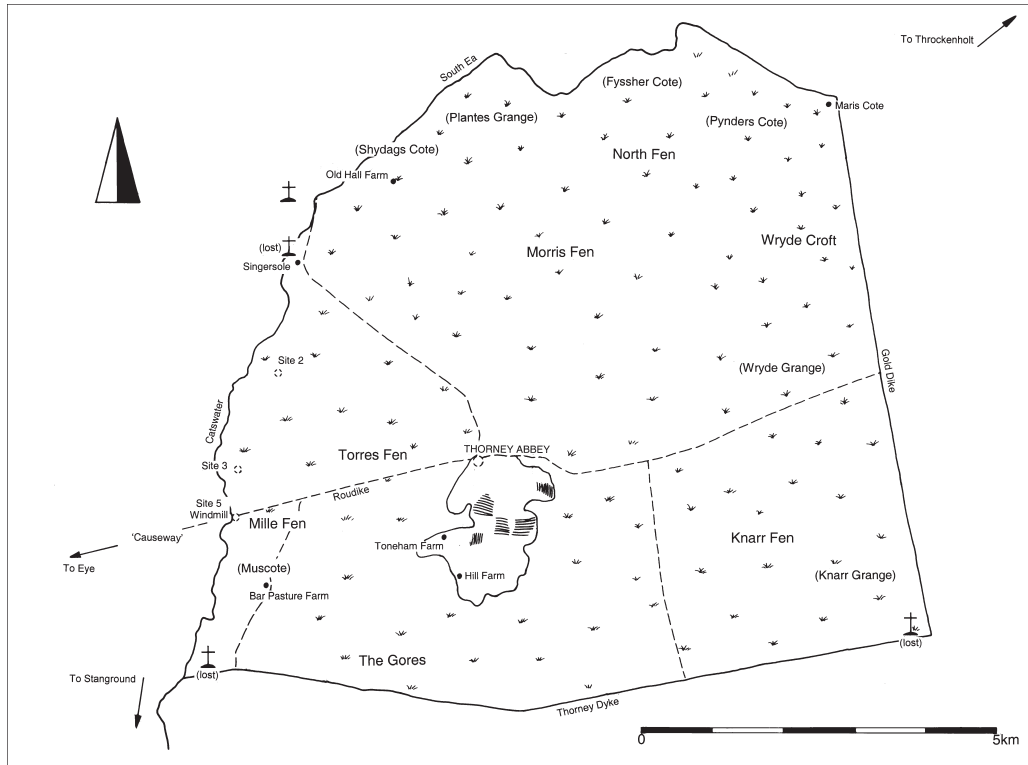 To Throckenholt
South Ea
(Fyssher Cote)
Maris Cote
(Plantes Grange)
(Pynders Cote)
(Shydags Cote)
North Fen
Old Hall Farm
Wryde Croft
(lost)
Morris Fen
Singersole
Site 2
Gold Dike
(Wryde Grange)
Catswater
THORNEY ABBEY
Torres Fen
Site 3
Roudike
Site 5
Windmill
Mille Fen
'Causeway'
Knarr Fen
Toneham Farm
To Eye
(Muscote)
Hill Farm
(Knarr Grange)
Bar Pasture Farm
(lost)
The Gores
(lost)
To Stanground
Thorney Dyke
0
5km